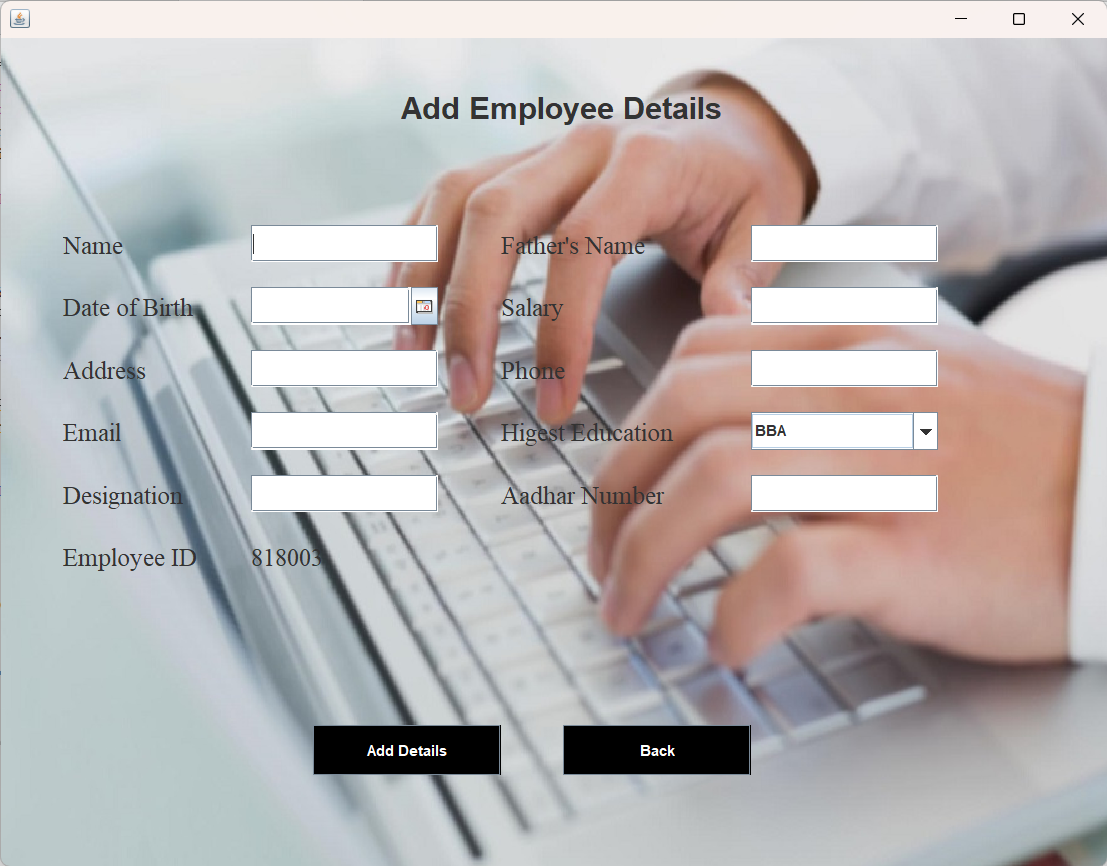 Add Employee Details
Name
Father's Name
Date of Birth
Salary
Address
Phone
Email
Higest Education
BBA
Designation
Aadhar Number
Employee ID
818003
Add Details
Back